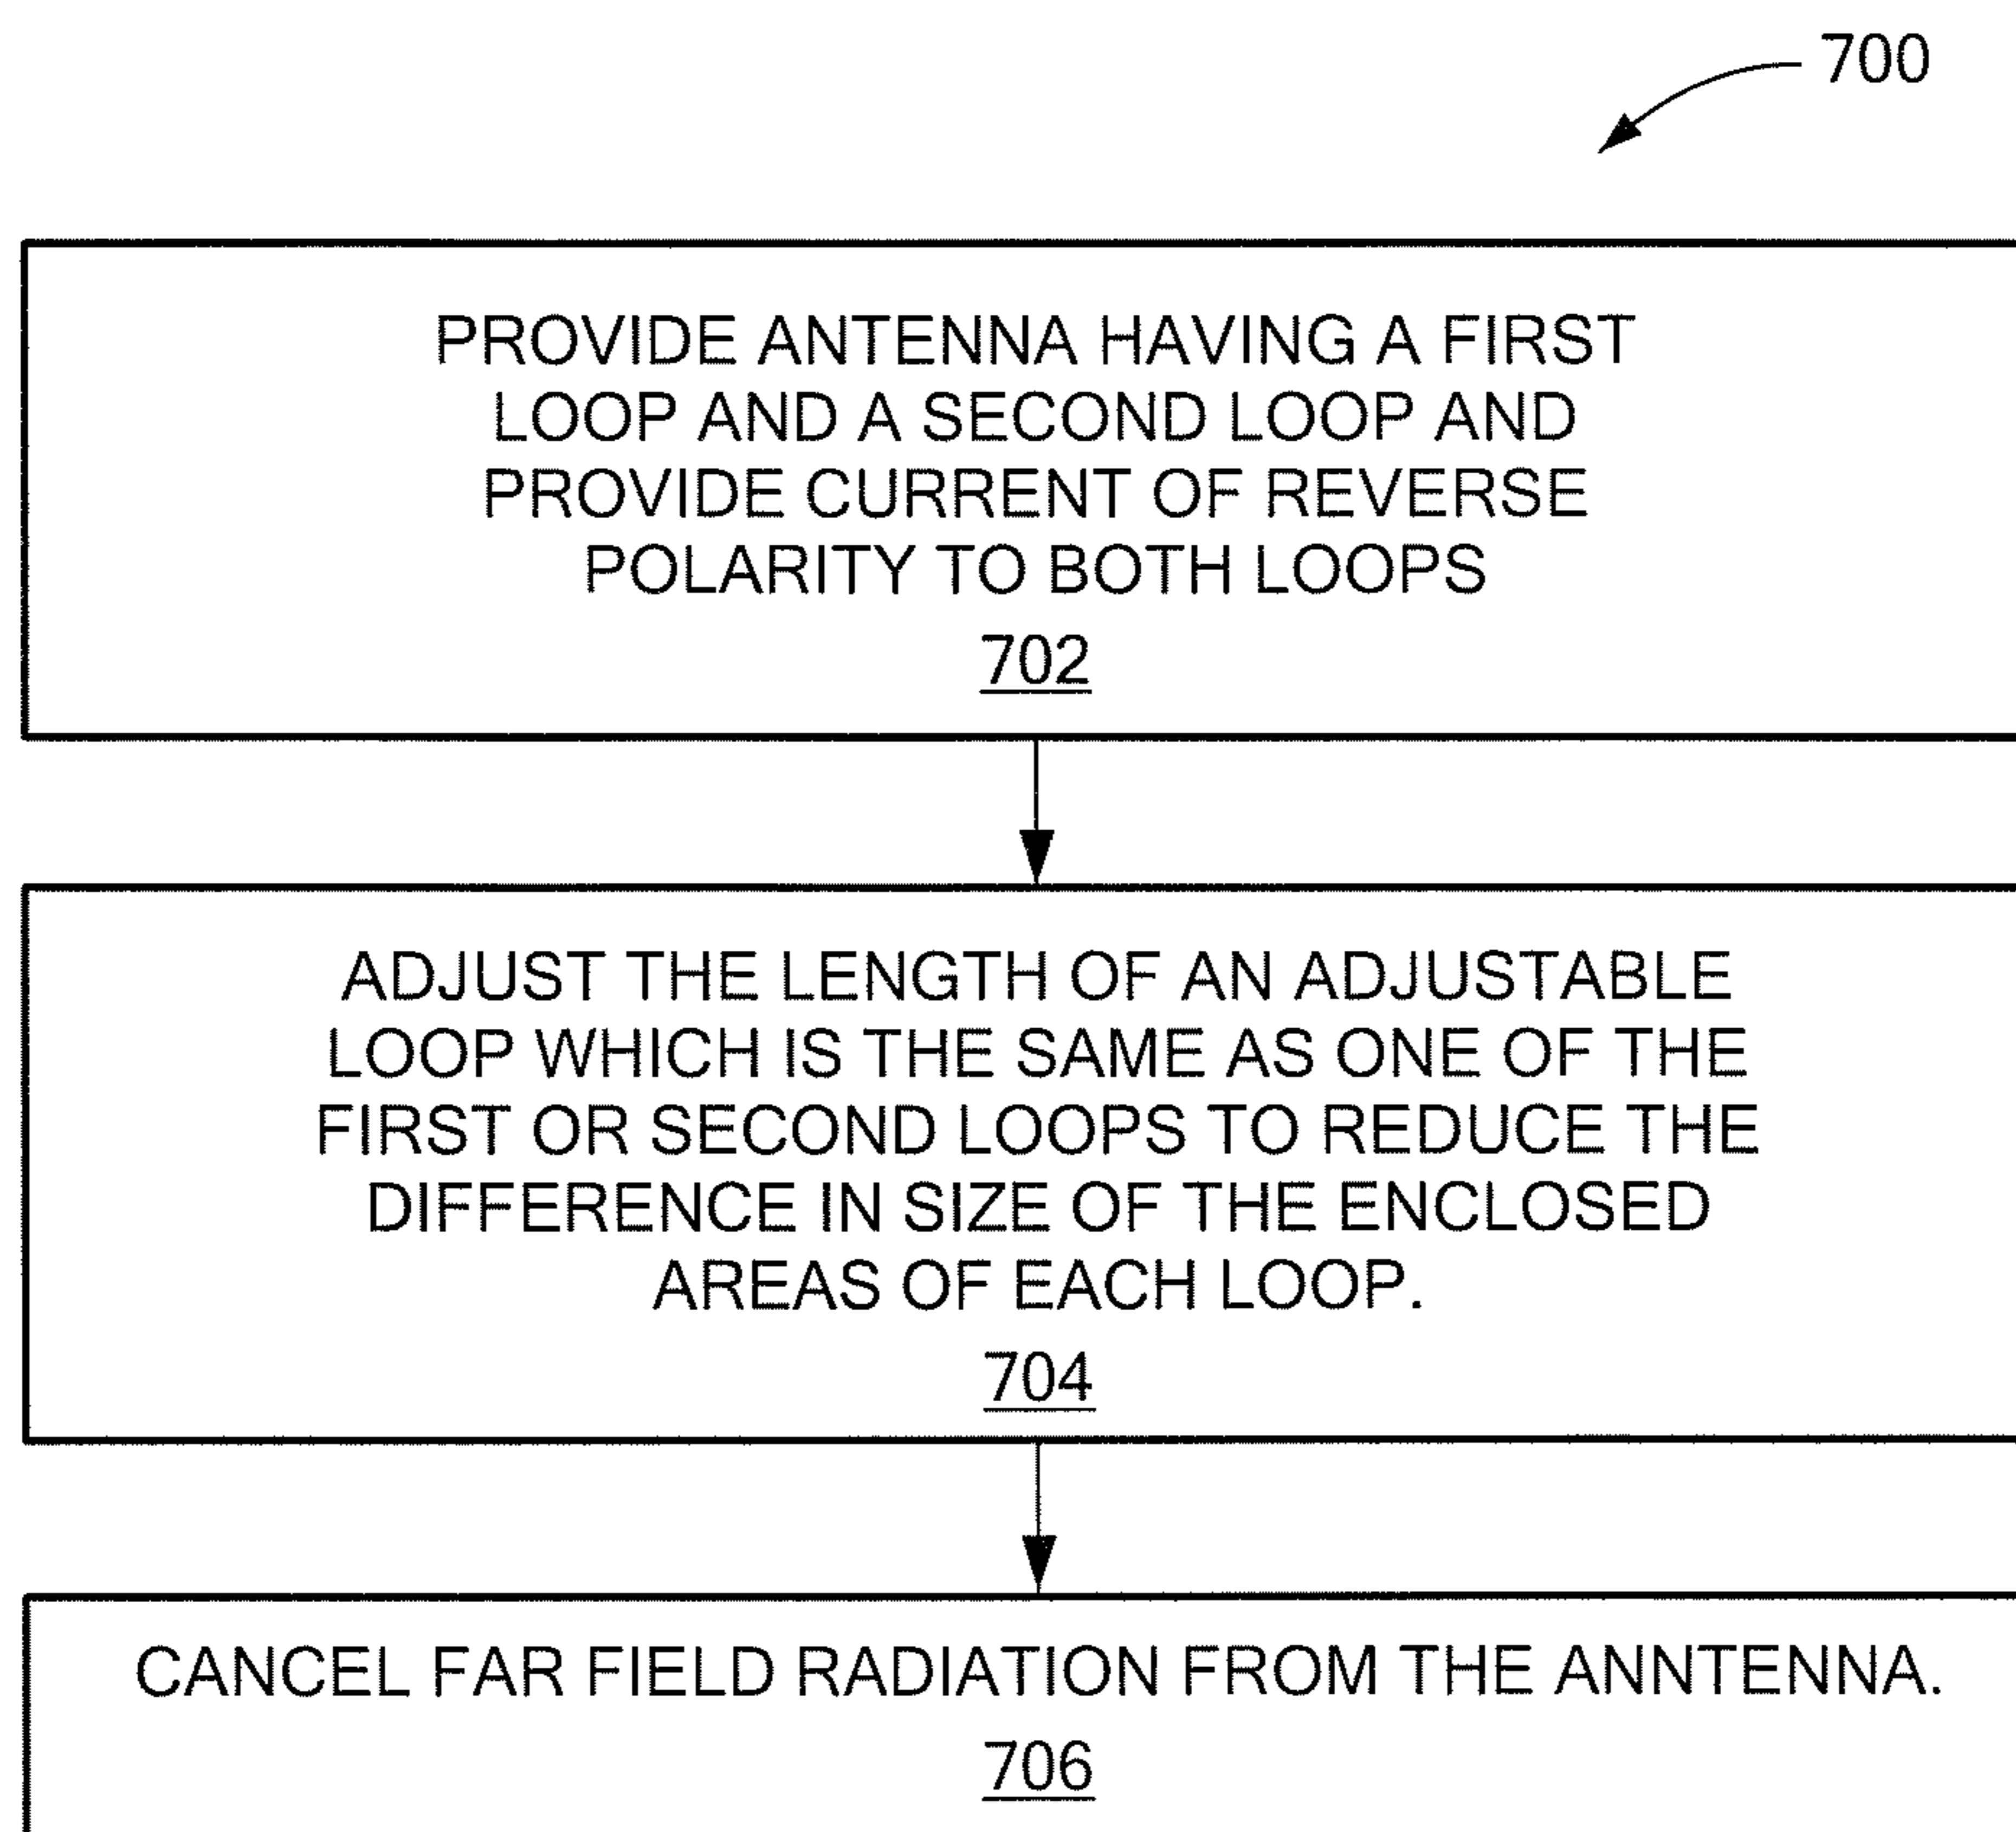 700
PROVIDE ANTENNA HAVING A FIRST
LOOP AND A SECOND LOOP AND
PROVIDE CURRENT OF REVERSE
POLARITY TO BOTH LOOPS
702
ADJUST THE LENGTH OF AN ADJUSTABLE
LOOP WHICH IS THE SAME AS ONE OF THE
FIRST OR SECOND LOOPS TO REDUCE THE
DIFFERENCE IN SIZE OF THE ENCLOSED
AREAS OF EACH LOOP.
704
CANCEL FAR FIELD RADIATION FROM THE ANNTENNA.
706